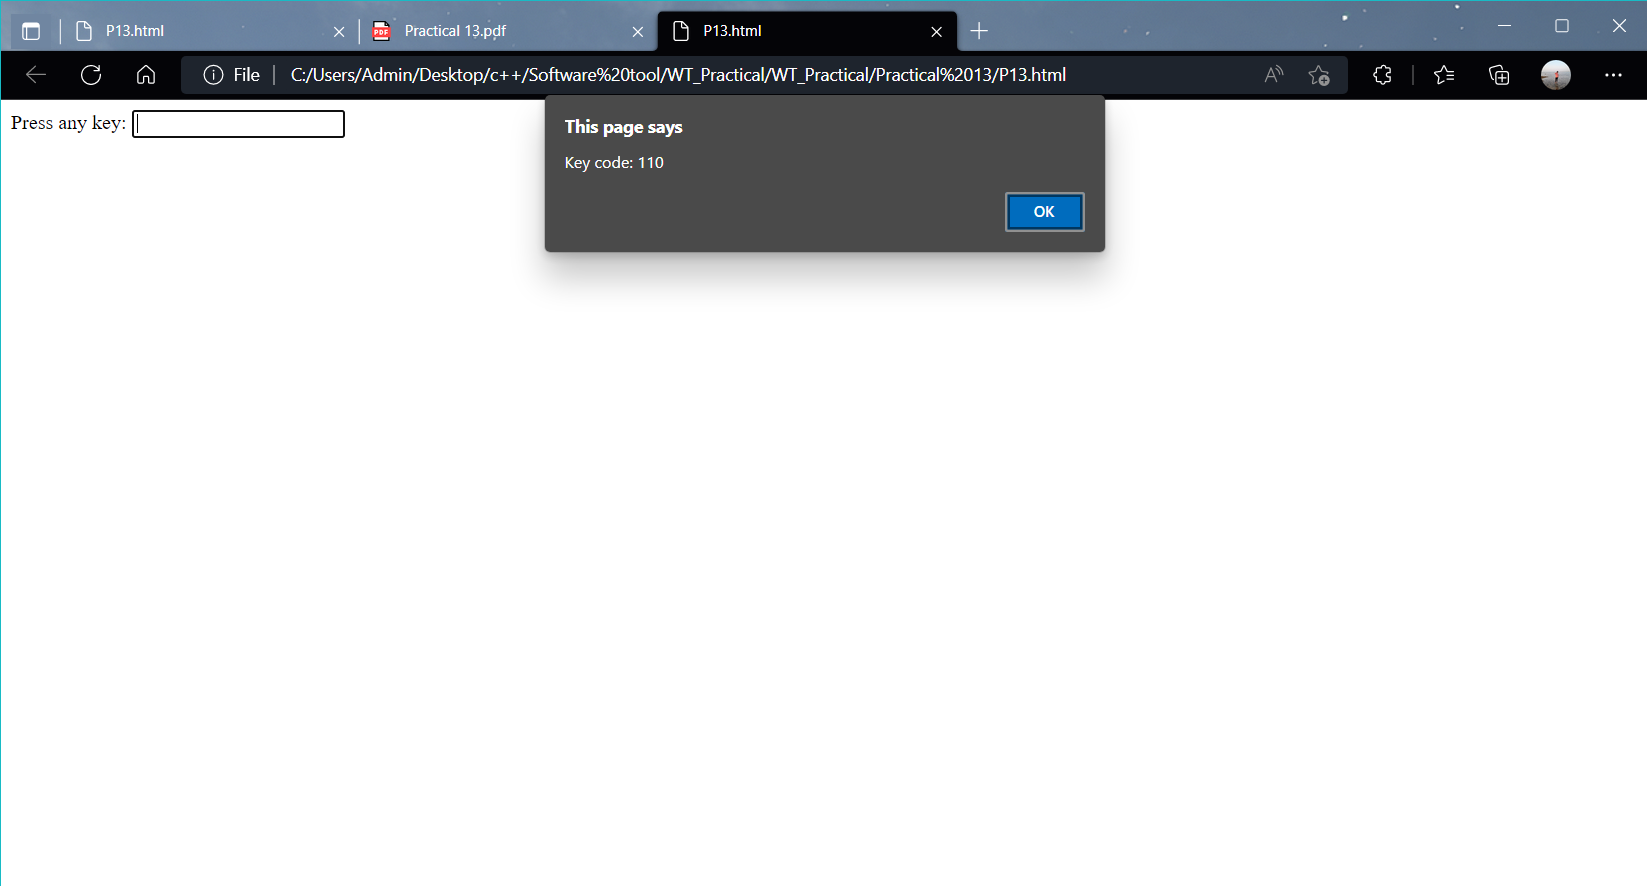 P13.html
PDF
Practical 13.pdf
P13.html
File
C:/Users/Admin/Desktop/c++/Software%20tool/WT_Practical/WT_Practical/Practical%2013/P13.html
Press any key:
This page says
Key code: 110
OK